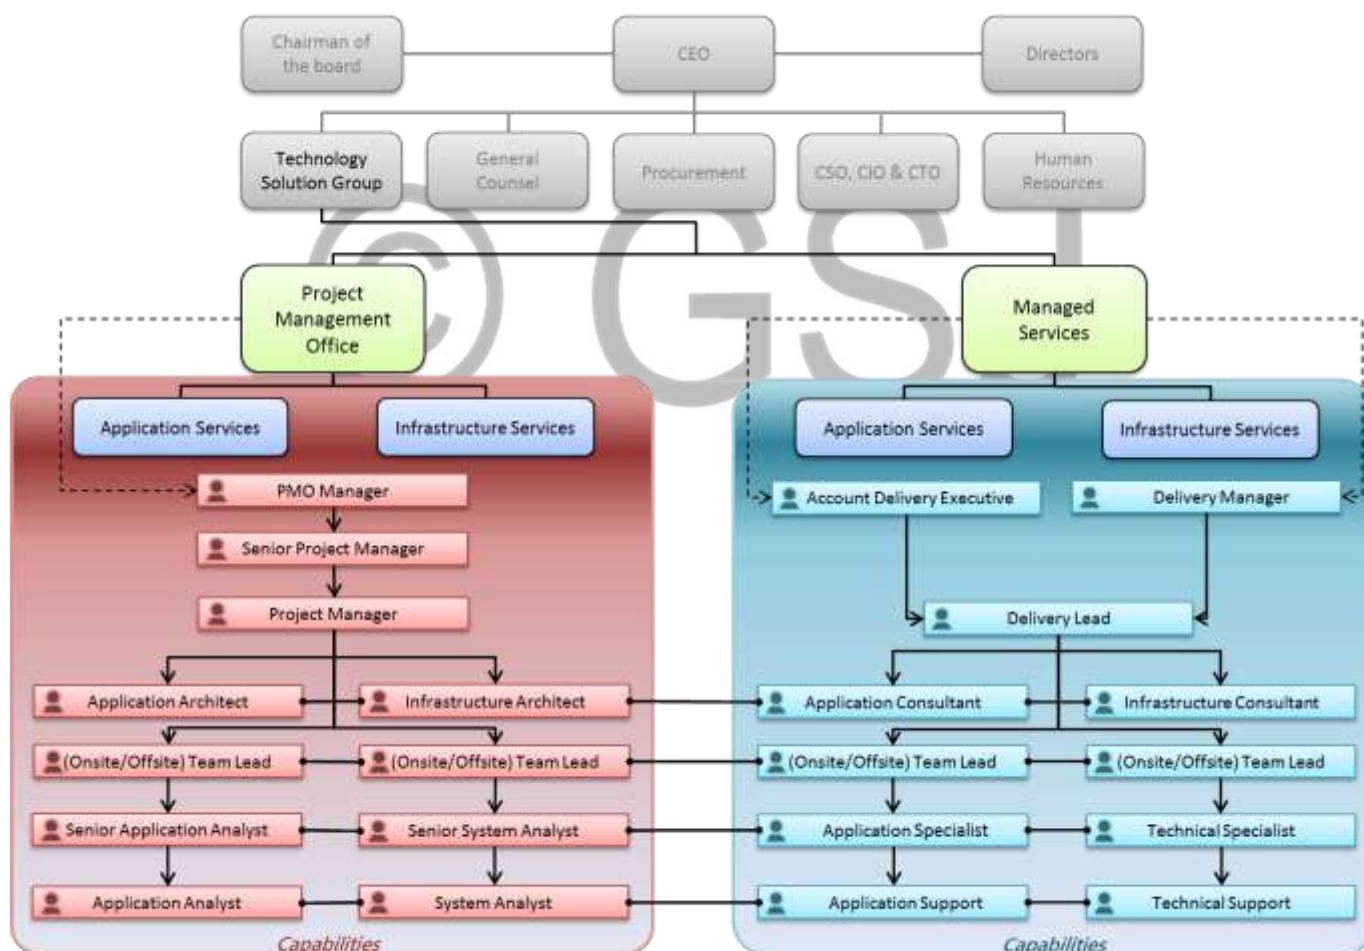 Chairman of
the board
CEO
Directors
Technology
Solution Group
General
Counsel
Procurement
CSO, CIO & CTO
Human
Resources
© GSJ
Project
Management
Office
Managed
Services
Application Services
Infrastructure Services
Application Services
Infrastructure Services
PMO Manager
Account Delivery Executive
Delivery Manager
Senior Project Manager
Project Manager
Delivery Lead
Application Architect
Infrastructure Architect
Application Consultant
Infrastructure Consultant
(Onsite/Offsite) Team Lead
(Onsite/Offsite) Team Lead
(Onsite/Offsite) Team Lead
(Onsite/Offsite) Team Lead
Senior Application Analyst
Senior System Analyst
Application Specialist
Technical Specialist
Application Analyst
System Analyst
Application Support
Technical Support
Capabilities
Capabilities